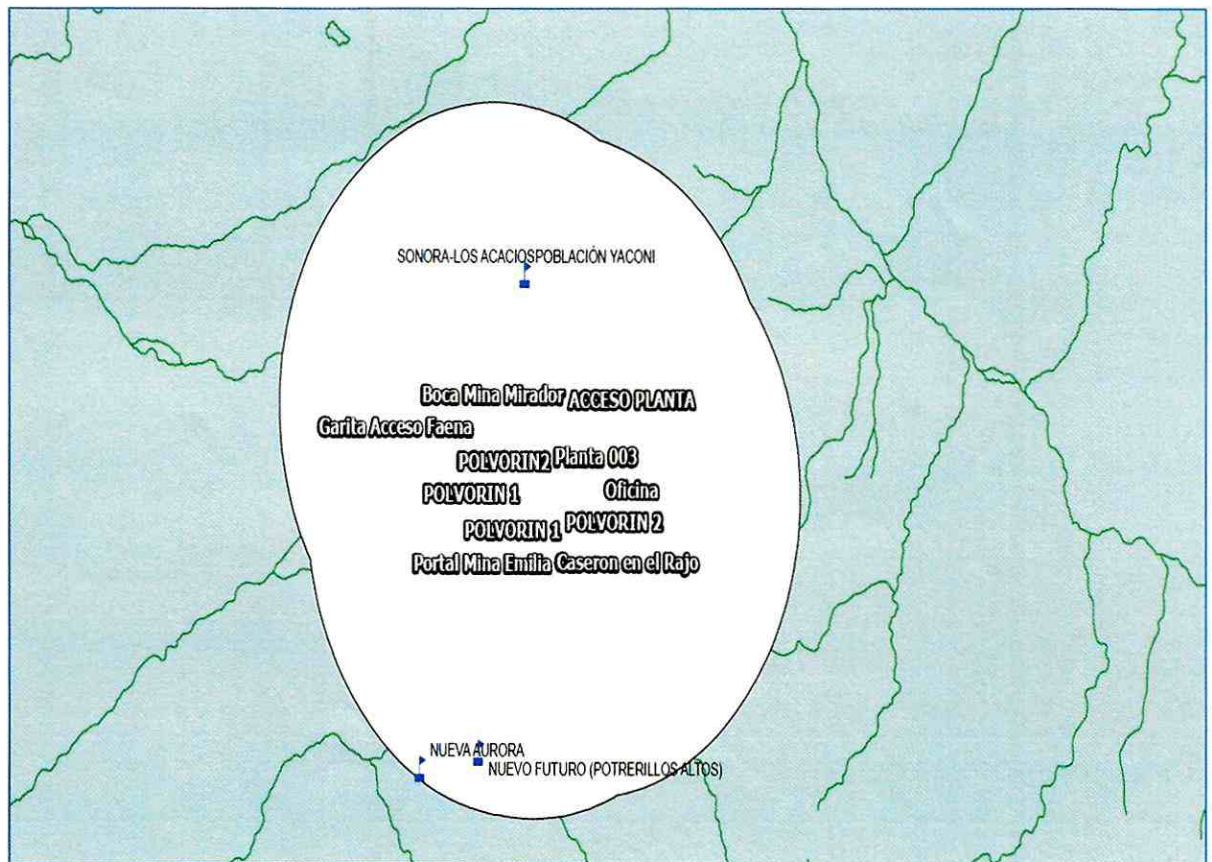 SONORA-LOS ACACIOSPOBLACIÓN YACONI
Boca Mina Mirador ACCESO PLANTA
Garita Acceso Faena
POLVORIN2 Planta 003
POLVORIN 1 Oficina
POLVORIN 1 POLVORIN 2
Portal Mina Emilia Caseron en el Rajo
NUEVA AURORA
NUEVO FUTURO (POTRERILLOS ALTOS)